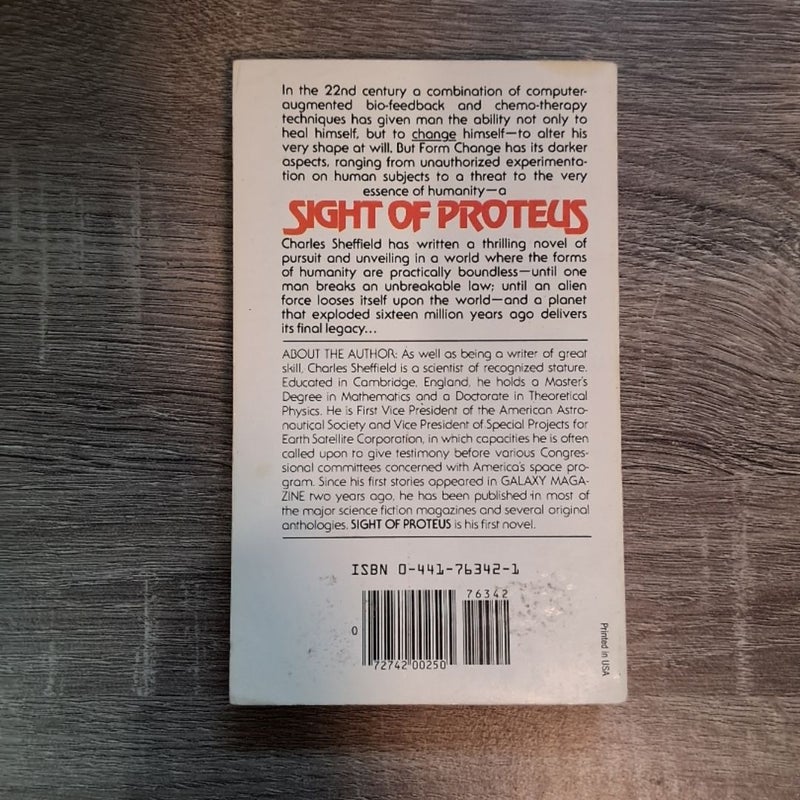 In the 22nd century a combination of computer-
augmented bio-feedback and chemo-therapy
techniques has given man the ability not only to
heal himself, but to change himself—to alter his
very shape at will. But Form Change has its darker
aspects, ranging from unauthorized experimenta-
tion on human subjects to a threat to the very
essence of humanity—a
SIGHT OF PROTEUS
Charles Sheffield has written a thrilling novel of
pursuit and unveiling in a world where the forms
of humanity are practically boundless—until one
man breaks an unbreakable law; until an alien
force looses itself upon the world—and a planet
that exploded sixteen million years ago delivers
its final legacy...
ABOUT THE AUTHOR: As well as being a writer of great
skill, Charles Sheffield is a scientist of recognized stature.
Educated in Cambridge, England, he holds a Master's
Degree in Mathematics and a Doctorate in Theoretical
Physics. He is First Vice President of the American Astro-
nautical Society and Vice President of Special Projects for
Earth Satellite Corporation, in which capacities he is often
called upon to give testimony before various Congres-
sional committees concerned with America's space pro-
gram. Since his first stories appeared in GALAXY MAGA-
ZINE two years ago, he has been published in most of
the major science fiction magazines and several original
anthologies. SIGHT OF PROTEUS is his first novel.
ISBN 0-441-76342-1
76342
0
72742 00250
Printed in USA